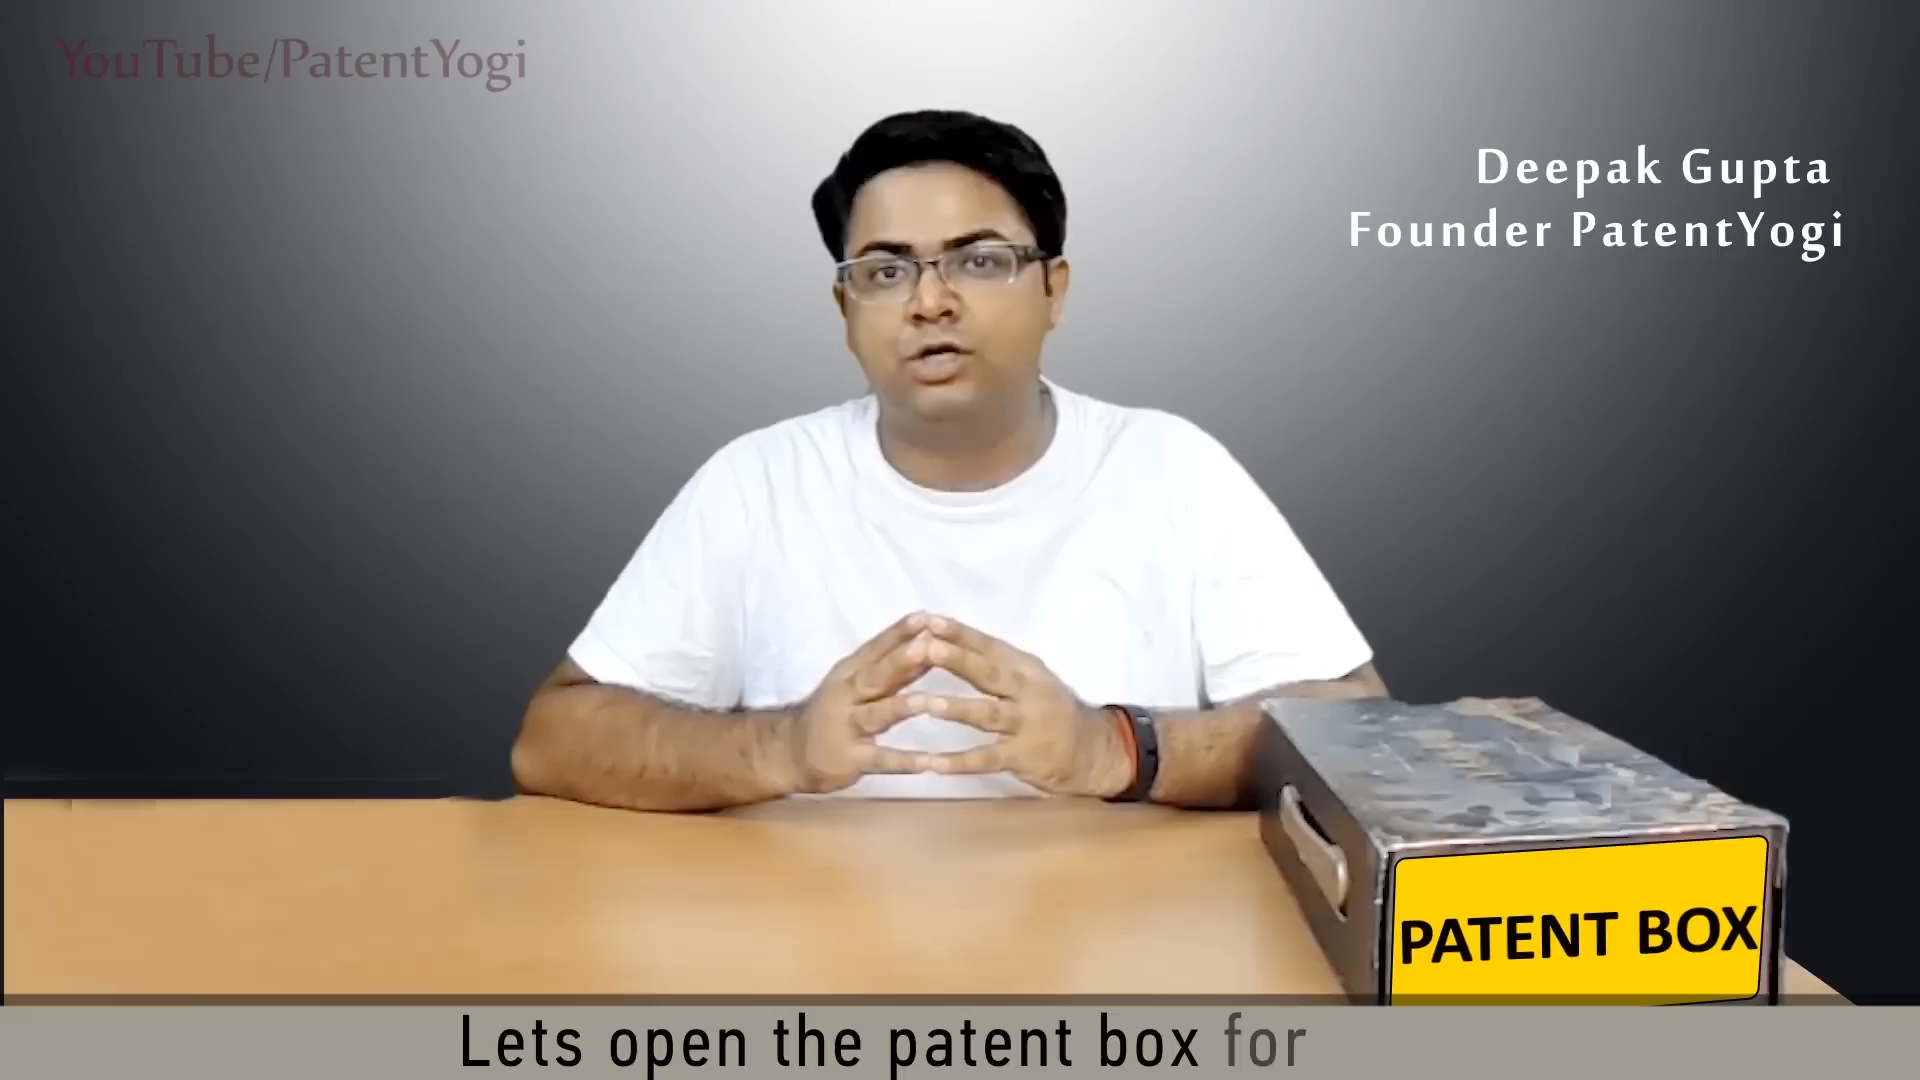 YouTube/PatentYogi
Deepak Gupta
Founder PatentYogi
PATENT BOX
Lets open the patent box for